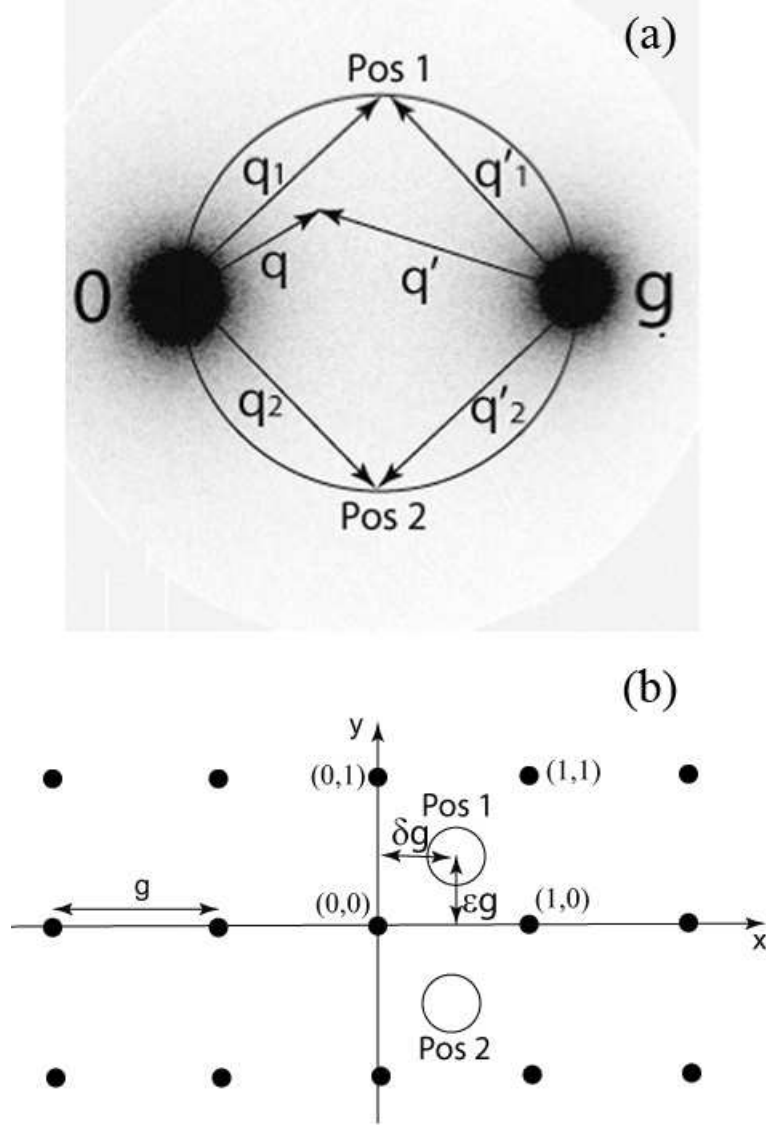 (a)
Pos 1
q₁
q'₁
q
q'
0
g
q₂
q'₂
Pos 2
(b)
y
(0,1)
(1,1)
Pos 1
δg
g
(0,0)
εg
(1,0)
x
Pos 2